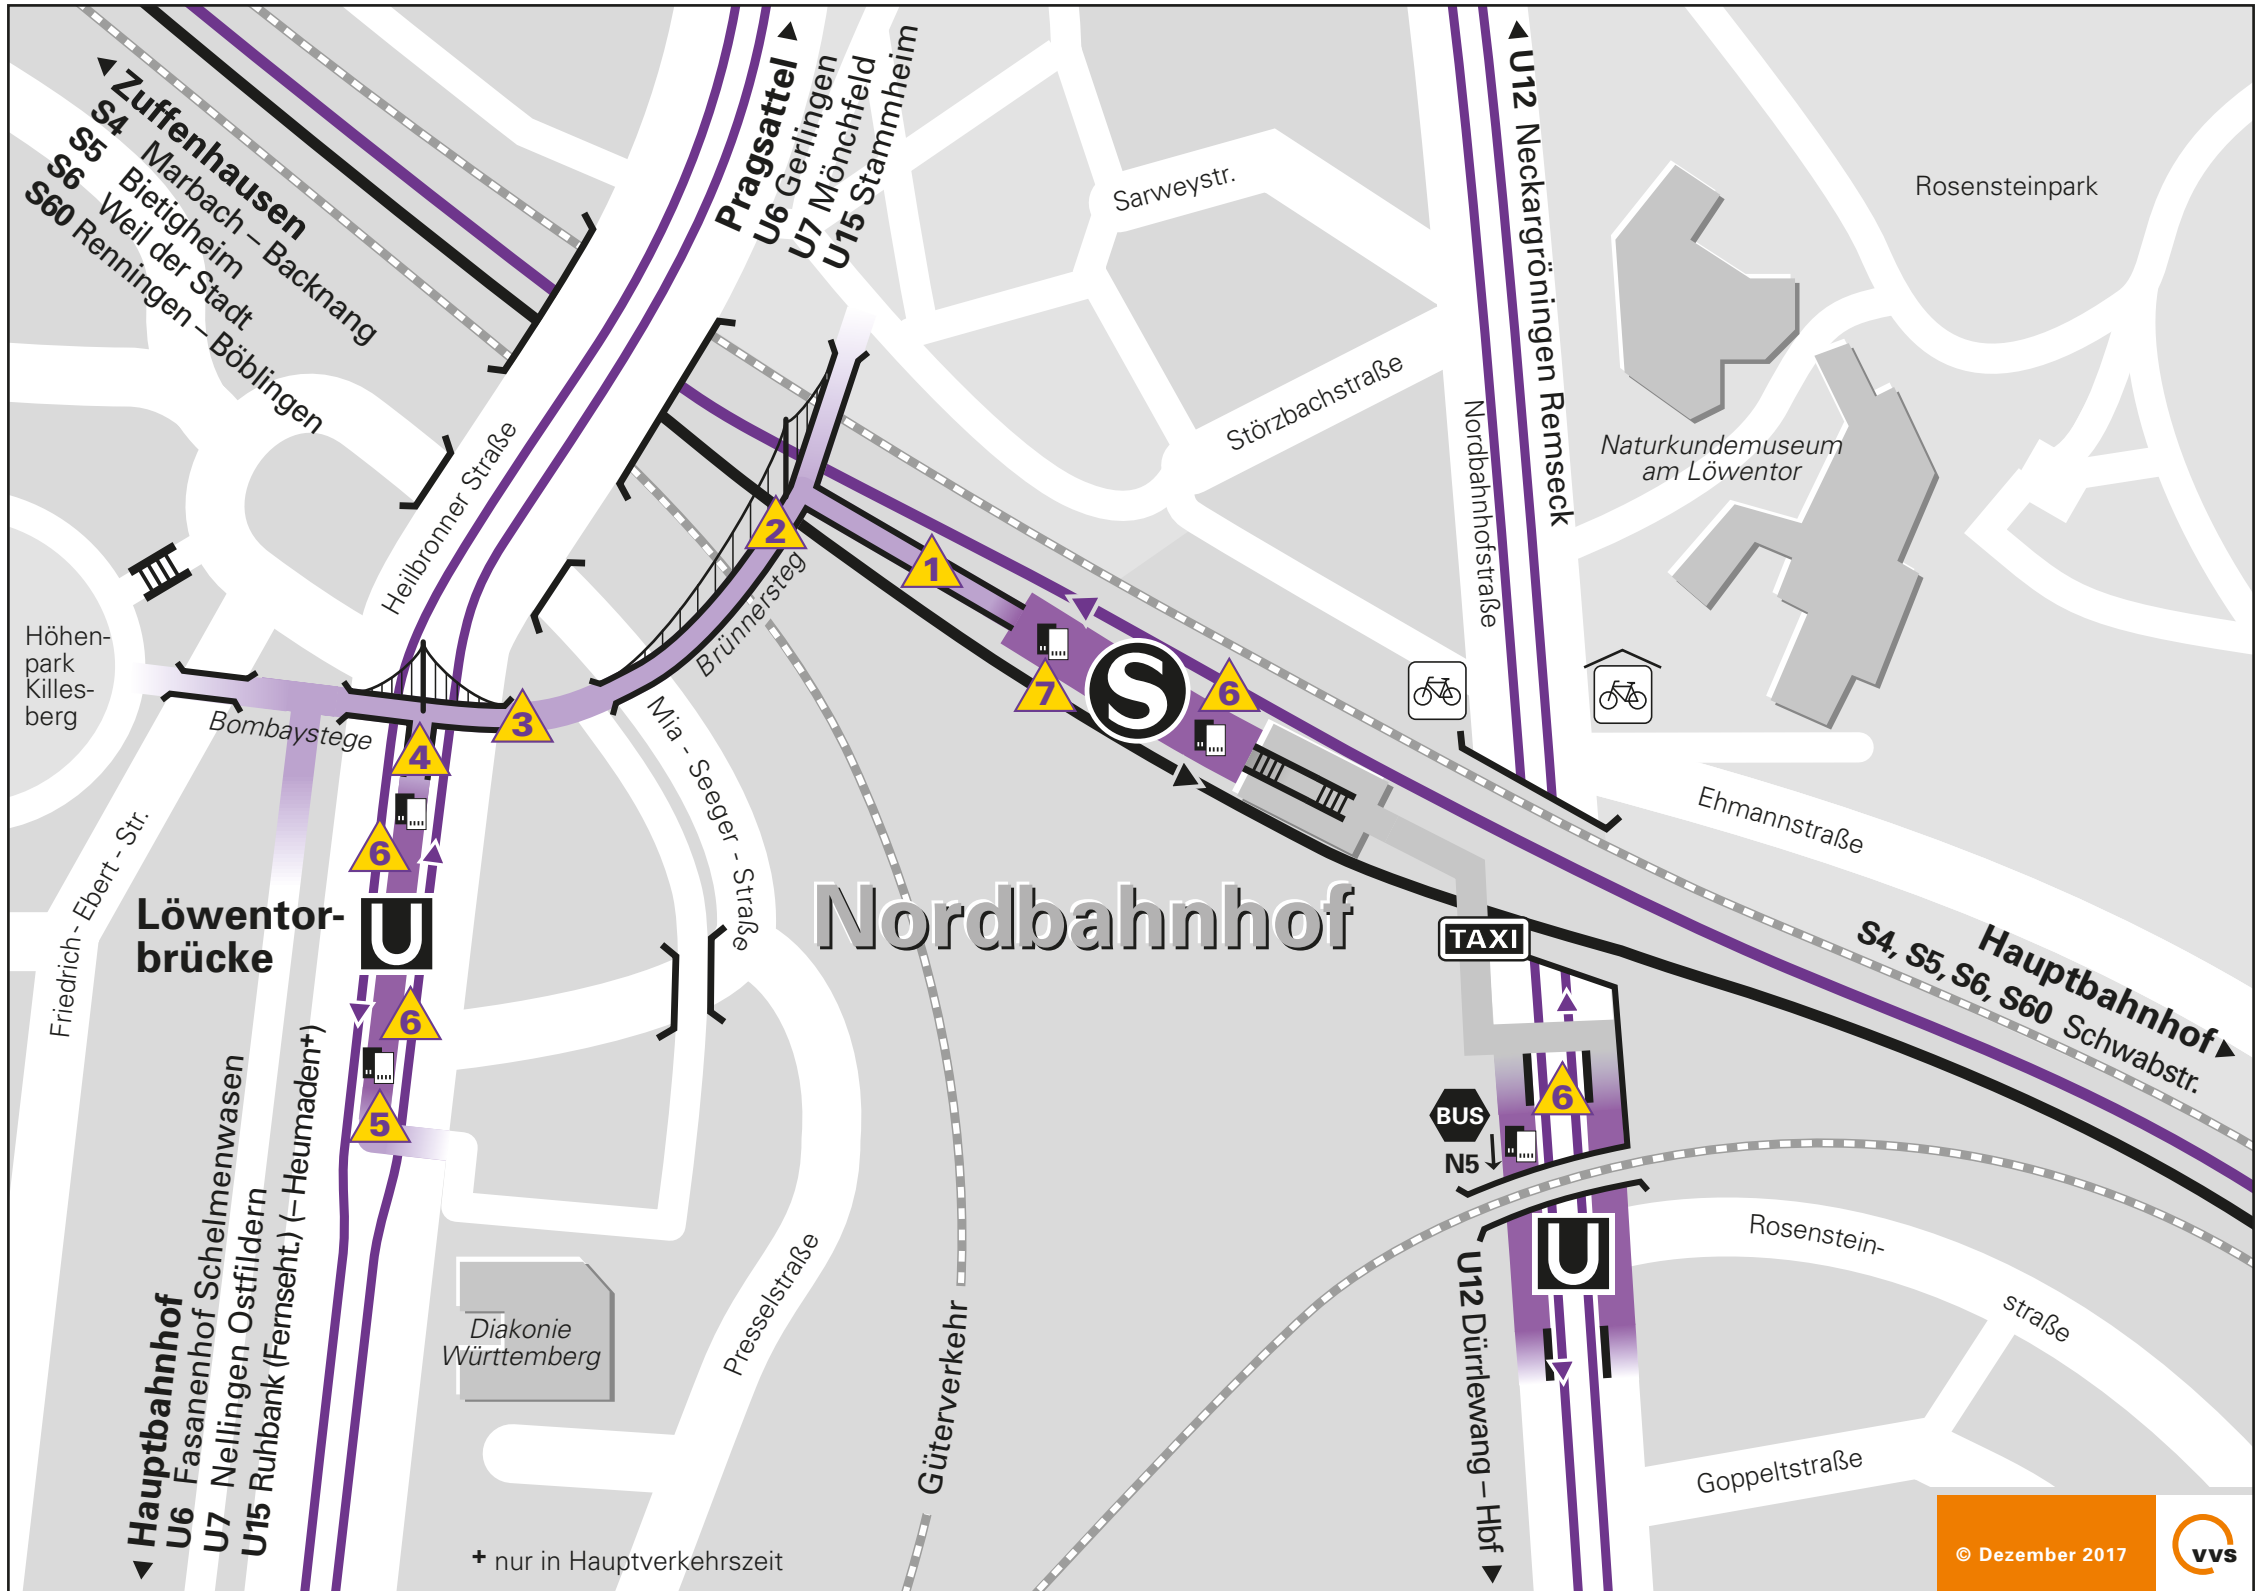 Zuffenhausen
S4 Marbach – Backnang
S5 Bietigheim
S6 Weil der Stadt
S60 Renningen – Böblingen
Pragsattel
U6 Gerlingen
U7 Mönchfeld
U15 Stammheim
U12 Neckargröningen Remseck
Sarweystr.
Rosensteinpark
Störzbachstraße
Nordbahnhofstraße
Naturkundemuseum
am Löwentor
Heilbronner Straße
2
1
Brünnersteg
Höhen-
park
Killes-
berg
Bombaystege
3
4
7
S
6
Mia - Seeger - Straße
Ehmannstraße
6
Friedrich - Ebert - Str.
Löwentor-
brücke
U
Nordbahnhof
TAXI
Hauptbahnhof
S4, S5, S6, S60 Schwabstr.
6
5
6
BUS
N5
U
Rosenstein-
straße
Hauptbahnhof
U6 Fasanenhof Schelmenwasen
U7 Nellingen Ostfildern
U15 Ruhbank (Fernseht.) (– Heumaden+)
Diakonie
Württemberg
Presselstraße
Güterverkehr
U12 Dürrlewang – Hbf
Goppeltstraße
+ nur in Hauptverkehrszeit
© Dezember 2017
vvs